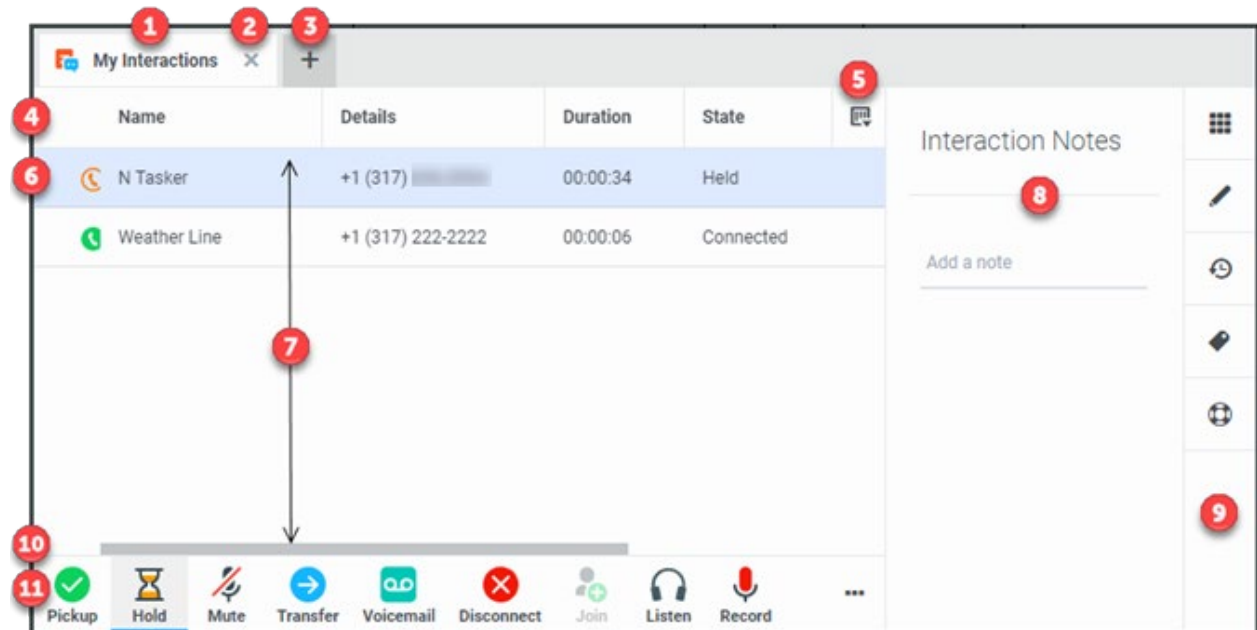 1 2 3
My Interactions × +
5
4 Name Details Duration State
Interaction Notes
6 N Tasker +1 (317) 00:00:34 Held
8
Weather Line +1 (317) 222-2222 00:00:06 Connected
Add a note
7
9
10
11
Pickup Hold Mute Transfer Voicemail Disconnect Join Listen Record ...